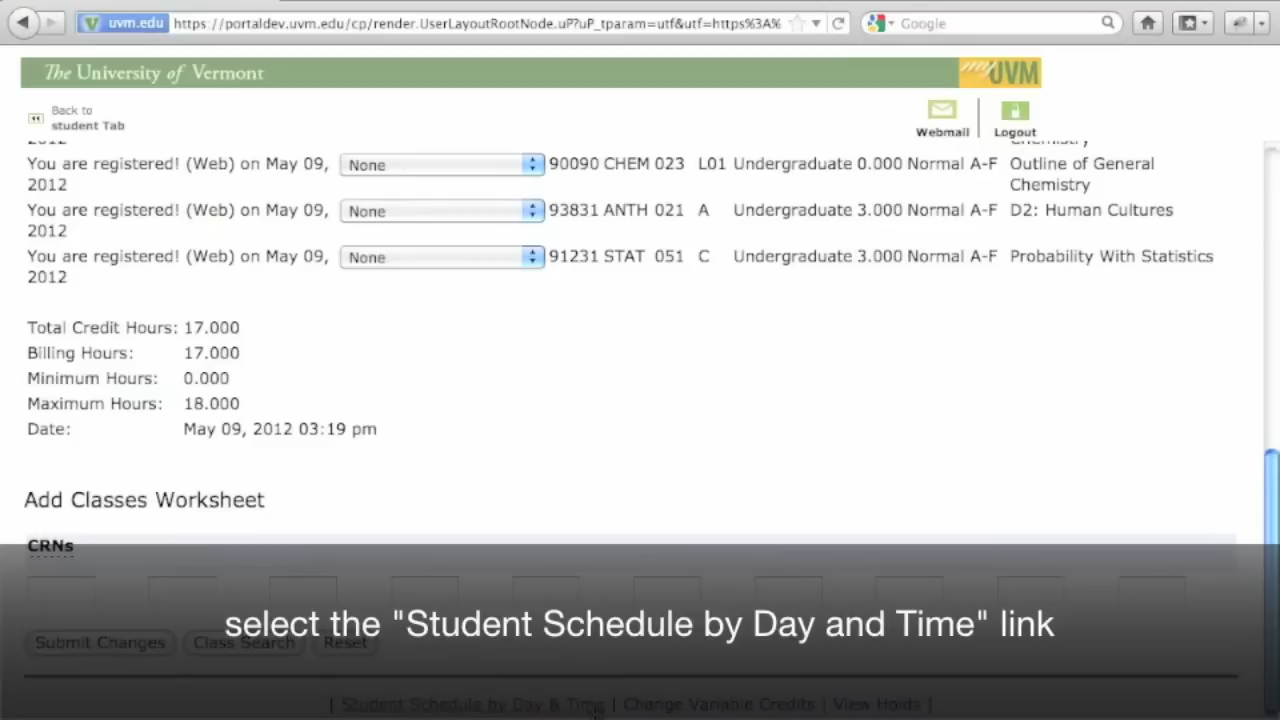 uvm.edu https://portaldev.uvm.edu/cp/render.UserLayoutRootNode.uP?uP_tparam=utf&utf=https%3A% Google
The University of Vermont myUVM
Back to
student Tab
Webmail Logout
2012 Chemistry
You are registered! (Web) on May 09, None 90090 CHEM 023 L01 Undergraduate 0.000 Normal A-F Outline of General
2012 Chemistry
You are registered! (Web) on May 09, None 93831 ANTH 021 A Undergraduate 3.000 Normal A-F D2: Human Cultures
2012
You are registered! (Web) on May 09, None 91231 STAT 051 C Undergraduate 3.000 Normal A-F Probability With Statistics
2012
Total Credit Hours: 17.000
Billing Hours: 17.000
Minimum Hours: 0.000
Maximum Hours: 18.000
Date: May 09, 2012 03:19 pm
Add Classes Worksheet
CRNs
select the "Student Schedule by Day and Time" link
Submit Changes Class Search Reset
| Student Schedule by Day & Time | Change Variable Credits | View Holds |